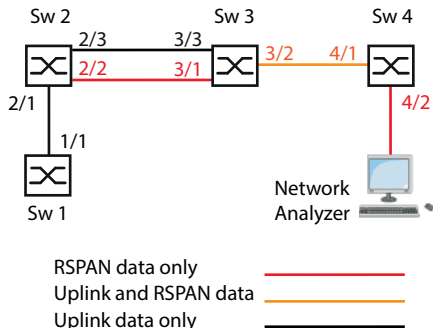 Sw 2
Sw 3
Sw 4
2/3
3/3
2/2
3/1
3/2
4/1
2/1
4/2
1/1
Sw 1
Network
Analyzer
RSPAN data only
Uplink and RSPAN data
Uplink data only